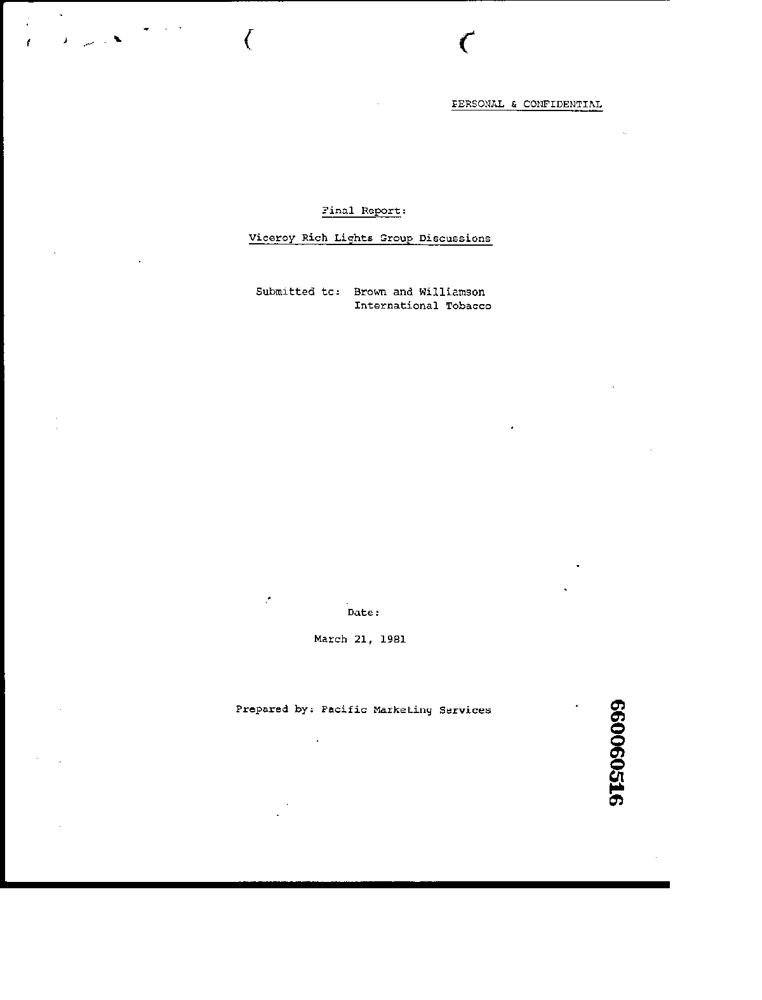 PERSONAL & CONFIDENTIAL
Final Report:
Viceroy Rich Lights Group Discussions
Submitted to: Brown and Williamson
International Tobacco
Date:
March 21, 1981
Prepared by: Pacific Marketing Services
660060516